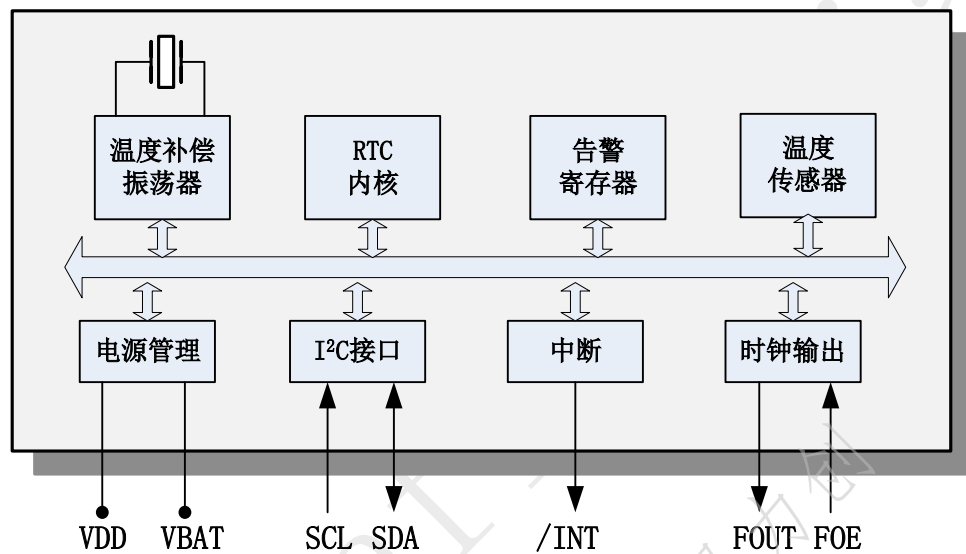 温度补偿
振荡器
RTC
内核
告警
寄存器
温度
传感器
电源管理
I²C接口
中断
时钟输出
VDD VBAT SCL SDA /INT FOUT FOE